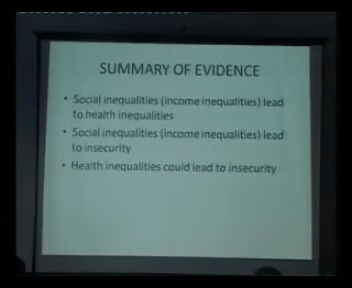 SUMMARY OF EVIDENCE
• Social inequalities (income inequalities) lead
to health inequalities
• Social inequalities (income inequalities) lead
to insecurity
• Health inequalities could lead to insecurity